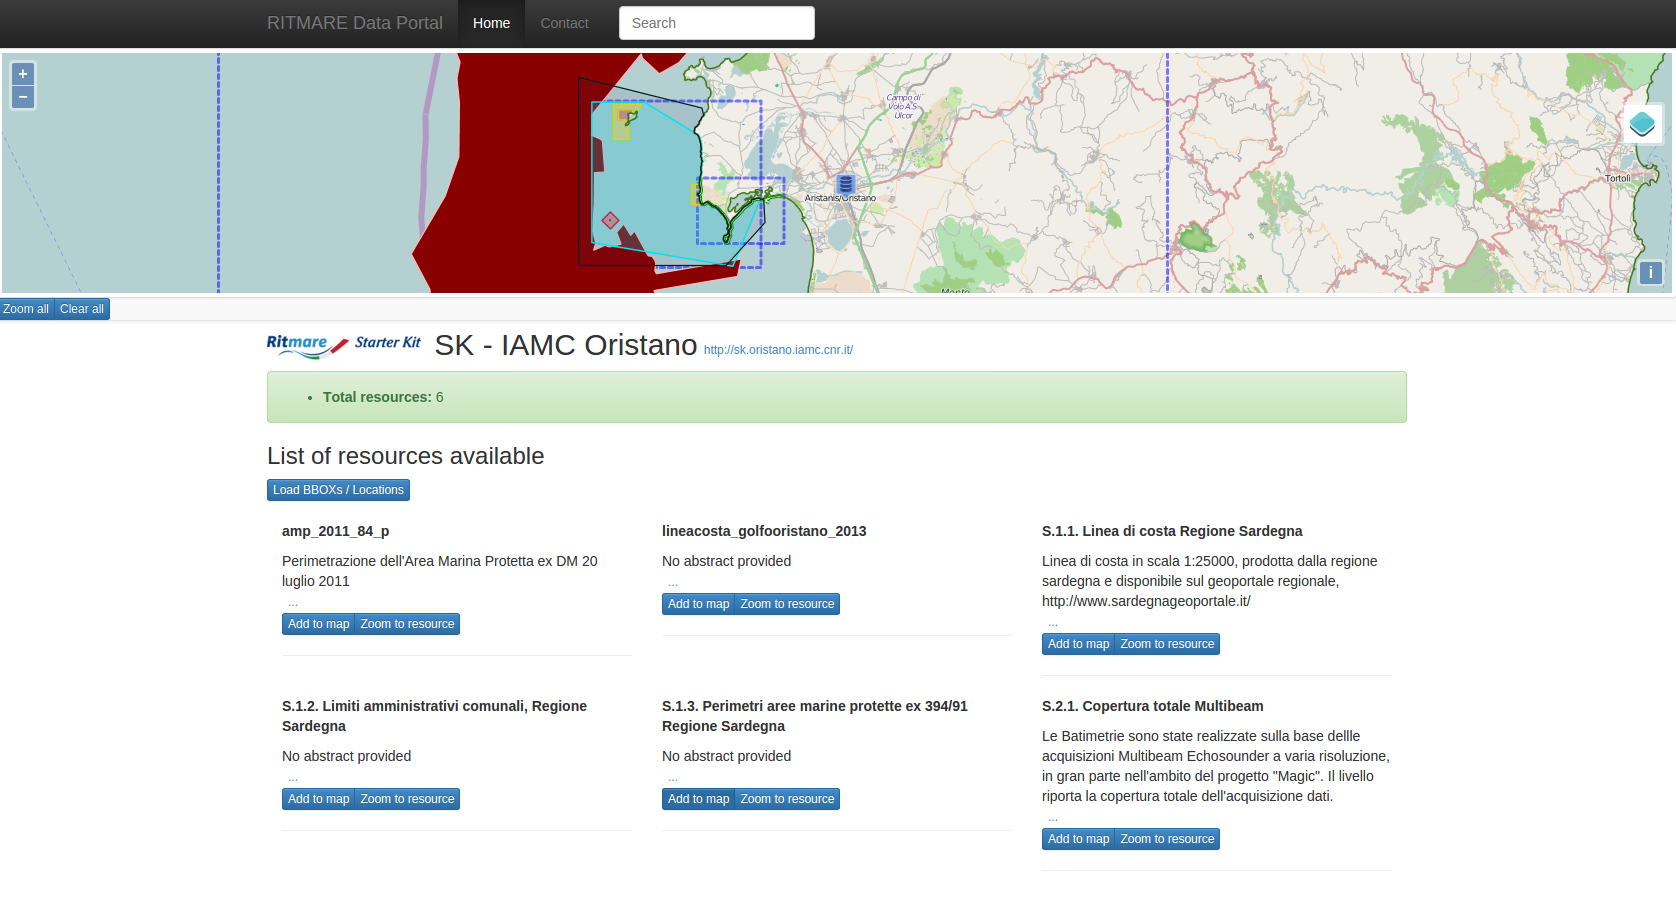 RITMARE Data Portal Home Contact Search
+
−
Campo di
Volo A.S.
Ulcor
Tortolì
Aristanis/Oristano
i
Zoom all Clear all
Ritmare Starter Kit SK - IAMC Oristano http://sk.oristano.iamc.cnr.it/
Total resources: 6
List of resources available
Load BBOXs / Locations
amp_2011_84_p
Perimetrazione dell'Area Marina Protetta ex DM 20
luglio 2011
...
Add to map Zoom to resource
lineacosta_golfooristano_2013
No abstract provided
...
Add to map Zoom to resource
S.1.1. Linea di costa Regione Sardegna
Linea di costa in scala 1:25000, prodotta dalla regione
sardegna e disponibile sul geoportale regionale,
http://www.sardegnageoportale.it/
...
Add to map Zoom to resource
S.1.2. Limiti amministrativi comunali, Regione
Sardegna
No abstract provided
...
Add to map Zoom to resource
S.1.3. Perimetri aree marine protette ex 394/91
Regione Sardegna
No abstract provided
...
Add to map Zoom to resource
S.2.1. Copertura totale Multibeam
Le Batimetrie sono state realizzate sulla base dellle
acquisizioni Multibeam Echosounder a varia risoluzione,
in gran parte nell'ambito del progetto "Magic". Il livello
riporta la copertura totale dell'acquisizione dati.
...
Add to map Zoom to resource